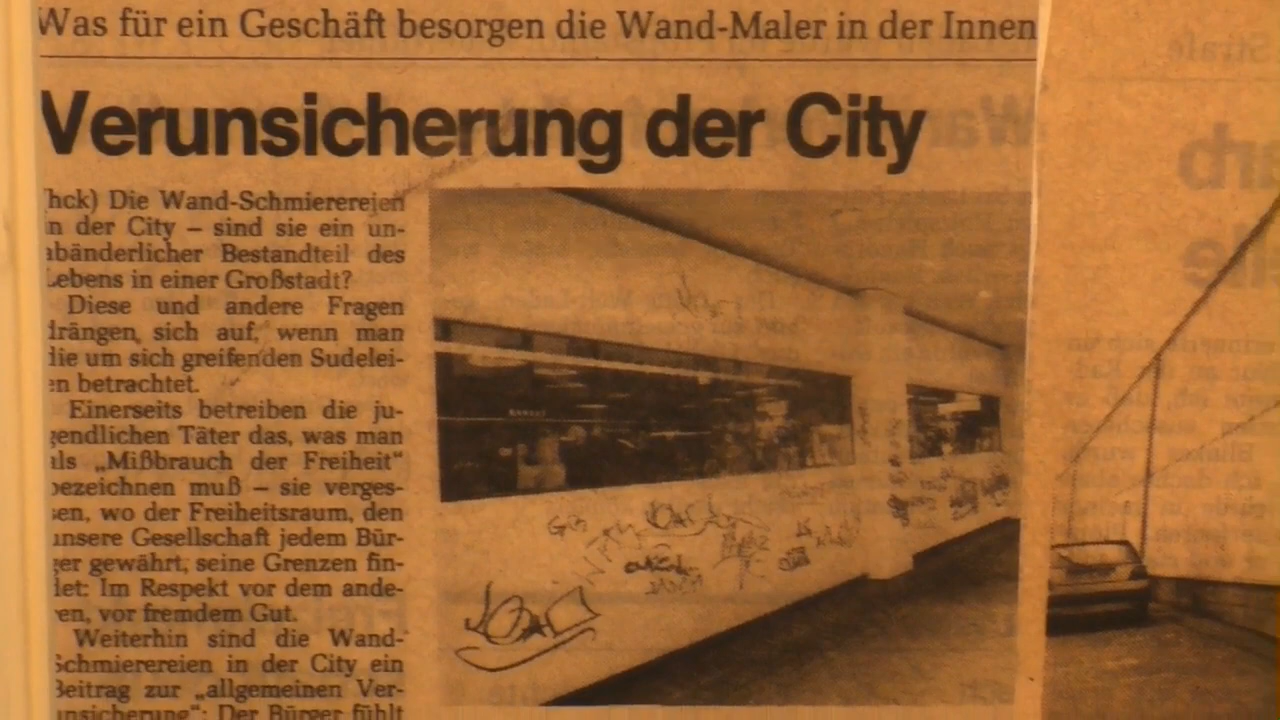 Was für ein Geschäft besorgen die Wand-Maler in der Innen
Verunsicherung der City
hck) Die Wand-Schmierereien
in der City – sind sie ein un-
abänderlicher Bestandteil des
Lebens in einer Großstadt?
Diese und andere Fragen
drängen sich auf, wenn man
die um sich greifenden Sudelei-
en betrachtet.
Einerseits betreiben die ju-
gendlichen Täter das, was man
als „Mißbrauch der Freiheit“
bezeichnen muß – sie verges-
sen, wo der Freiheitsraum, den
unsere Gesellschaft jedem Bür-
ger gewährt, seine Grenzen fin-
det: Im Respekt vor dem ande-
ren, vor fremdem Gut.
Weiterhin sind die Wand-
Schmierereien in der City ein
Beitrag zur „allgemeinen Ver-
unsicherung“: Der Bürger fühlt